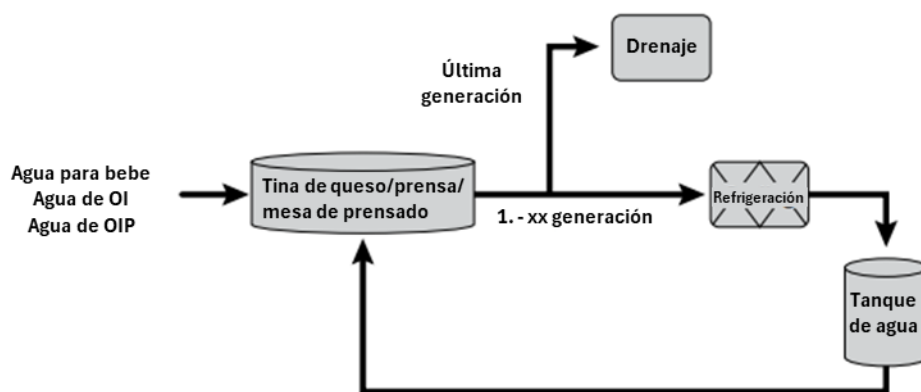 Drenaje
Última
generación
Agua para bebe
Agua de OI
Agua de OIP
Tina de queso/prensa/
mesa de prensado
1. - xx generación
Refrigeración
Tanque
de agua